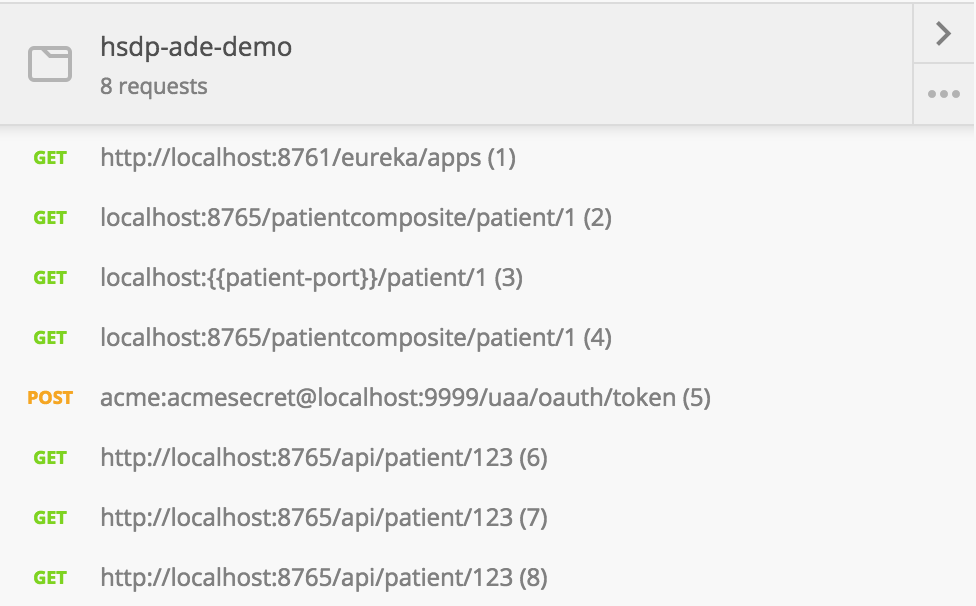 hsdp-ade-demo
8 requests
GET http://localhost:8761/eureka/apps (1)
GET localhost:8765/patientcomposite/patient/1 (2)
GET localhost:{{patient-port}}/patient/1 (3)
GET localhost:8765/patientcomposite/patient/1 (4)
POST acme:acmesecret@localhost:9999/uaa/oauth/token (5)
GET http://localhost:8765/api/patient/123 (6)
GET http://localhost:8765/api/patient/123 (7)
GET http://localhost:8765/api/patient/123 (8)